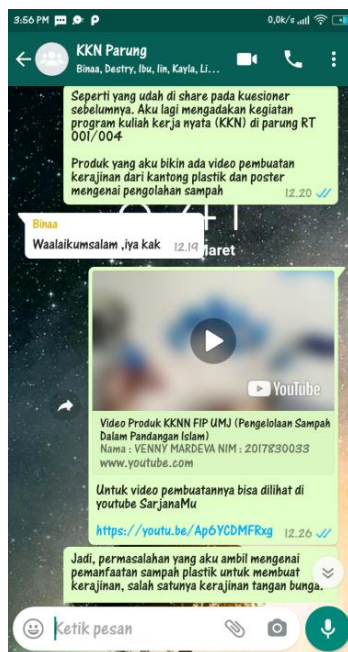 3:56 PM
0,0k/s
KKN Parung
Binaa, Destry, Ibu, Iin, Kayla, Li...
Seperti yang udah di share pada kuesioner
sebelumnya. Aku lagi mengadakan kegiatan
program kuliah kerja nyata (KKN) di parung RT
001/004
Produk yang aku bikin ada video pembuatan
kerajinan dari kantong plastik dan poster
mengenai pengolahan sampah
12.20
Binaa
Waalaikumsalam ,iya kak 12.19
aret
YouTube
Video Produk KKNN FIP UMJ (Pengelolaan Sampah
Dalam Pandangan Islam)
Nama : VENNY MARDEVA NIM : 2017830033
www.youtube.com
Untuk video pembuatannya bisa dilihat di
youtube SarjanaMu
https://youtu.be/Ap6YCDMFRxg 12.26
Jadi, permasalahan yang aku ambil mengenai
pemanfaatan sampah plastik untuk membuat
kerajinan, salah satunya kerajinan tangan bunga.
Ketik pesan